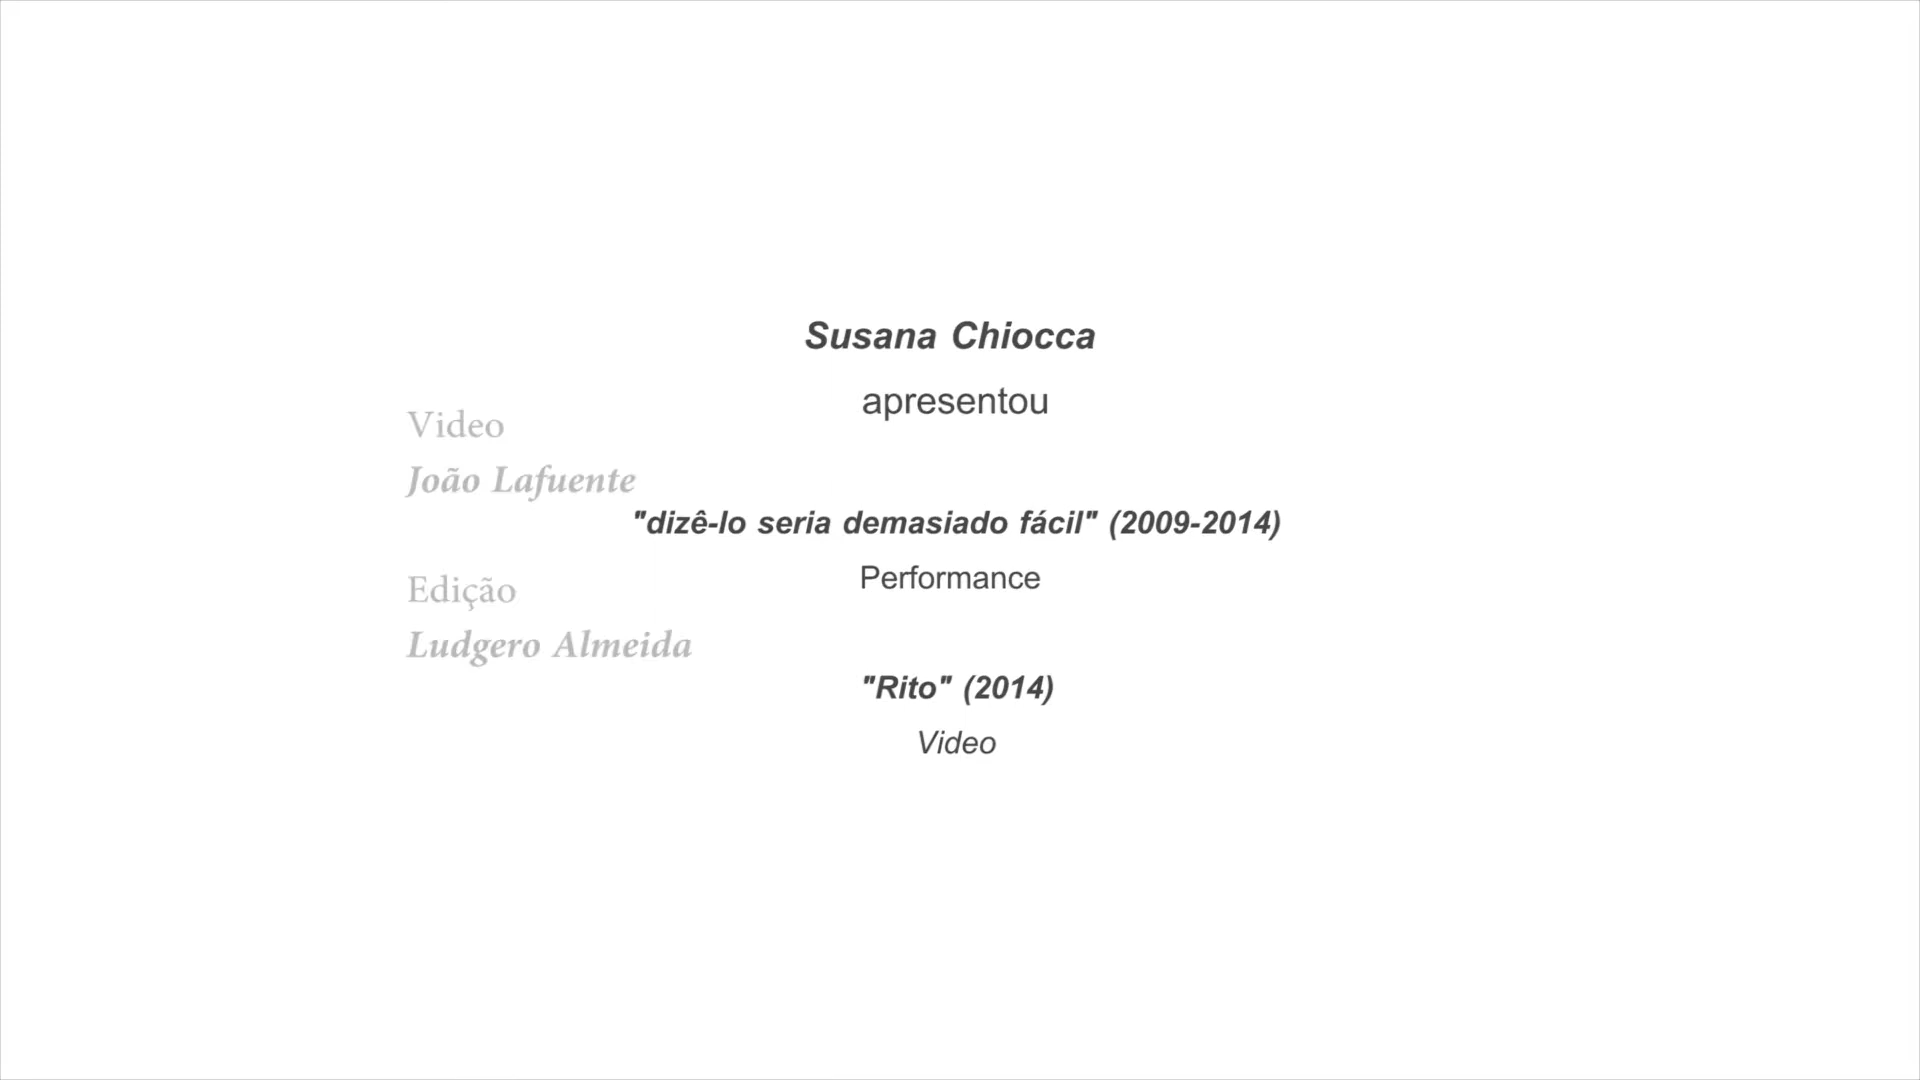 Susana Chiocca
apresentou
"dizê-lo seria demasiado fácil" (2009-2014)
Performance
"Rito" (2014)
Video
Video
João Lafuente
Edição
Ludgero Almeida